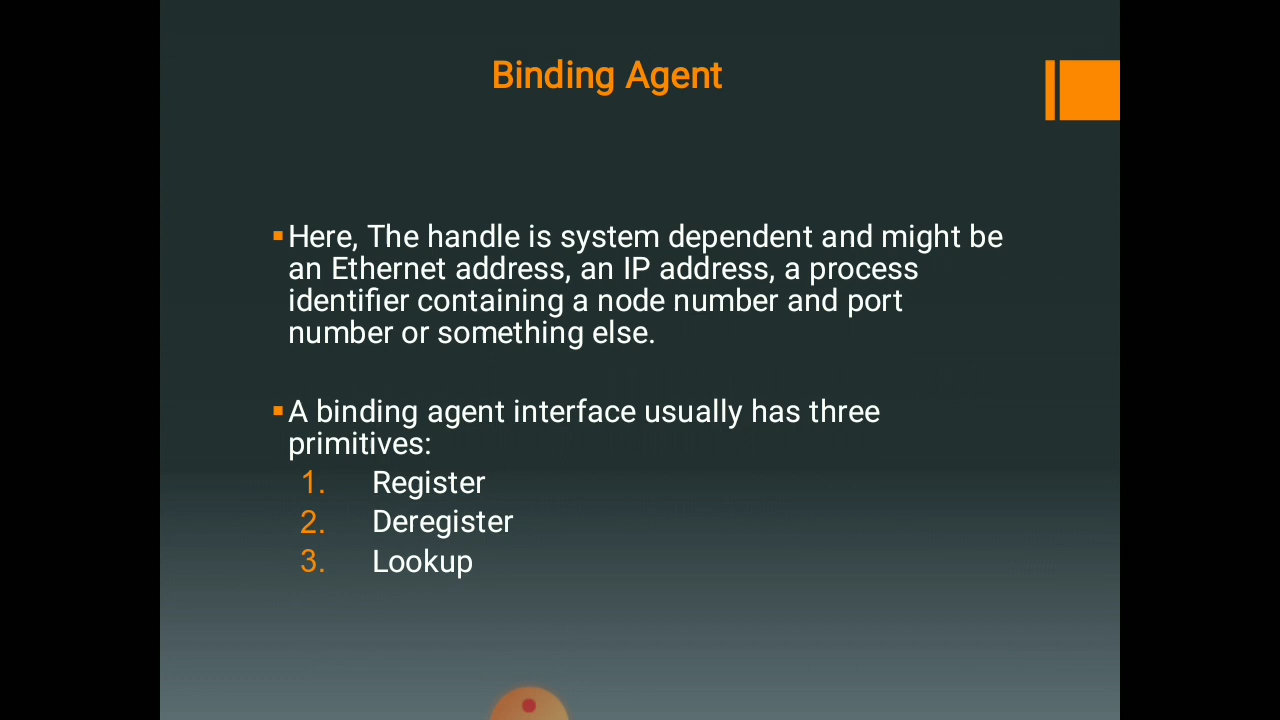 Binding Agent
Here, The handle is system dependent and might be
an Ethernet address, an IP address, a process
identifier containing a node number and port
number or something else.
A binding agent interface usually has three
primitives:
1. Register
2. Deregister
3. Lookup